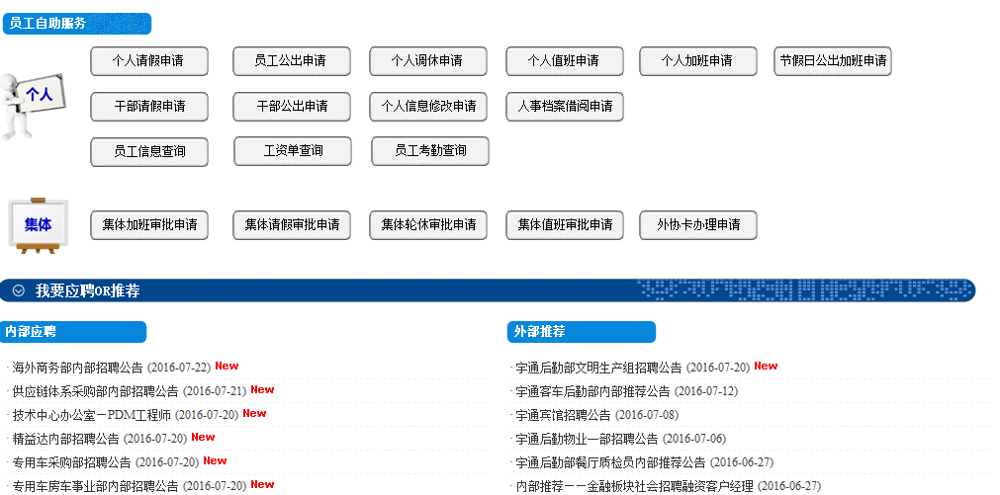 员工自助服务
个人请假申请 员工公出申请 个人调休申请 个人值班申请 个人加班申请 节假日公出加班申请
个人
干部请假申请 干部公出申请 个人信息修改申请 人事档案借阅申请
员工信息查询 工资单查询 员工考勤查询
集体 集体加班审批申请 集体请假审批申请 集体轮休审批申请 集体值班审批申请 外协卡办理申请
我要应聘OR推荐
内部应聘
· 海外商务部内部招聘公告 (2016-07-22) New
· 供应链体系采购部内部招聘公告 (2016-07-21) New
· 技术中心办公室－PDM工程师 (2016-07-20) New
· 精益达内部招聘公告 (2016-07-20) New
· 专用车采购部招聘公告 (2016-07-20) New
· 专用车房车事业部内部招聘公告 (2016-07-20) New
外部推荐
· 宇通后勤部文明生产组招聘公告 (2016-07-20) New
· 宇通客车后勤部内部推荐公告 (2016-07-12)
· 宇通宾馆招聘公告 (2016-07-08)
· 宇通后勤物业一部招聘公告 (2016-07-06)
· 宇通后勤部餐厅质检员内部推荐公告 (2016-06-27)
· 内部推荐－－金融板块社会招聘融资客户经理 (2016-06-27)